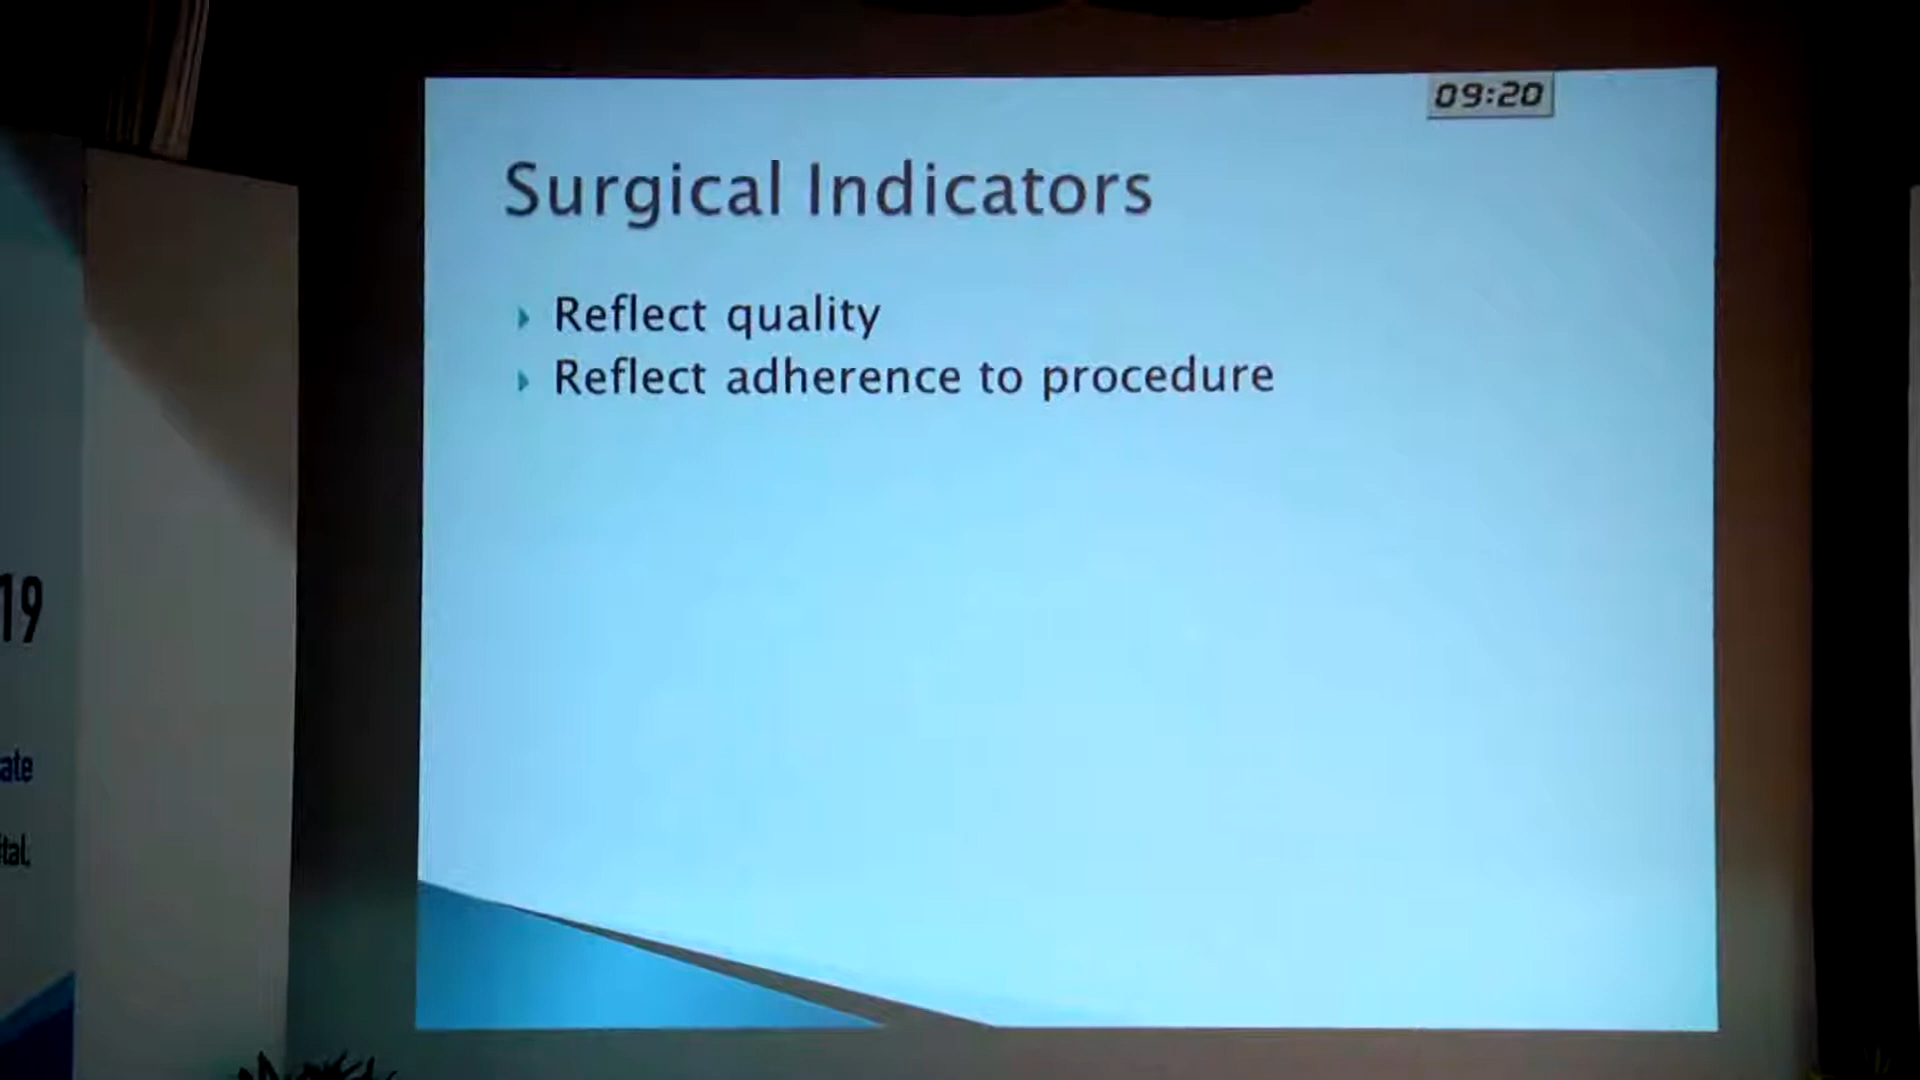 09:20
Surgical Indicators
Reflect quality
Reflect adherence to procedure
19